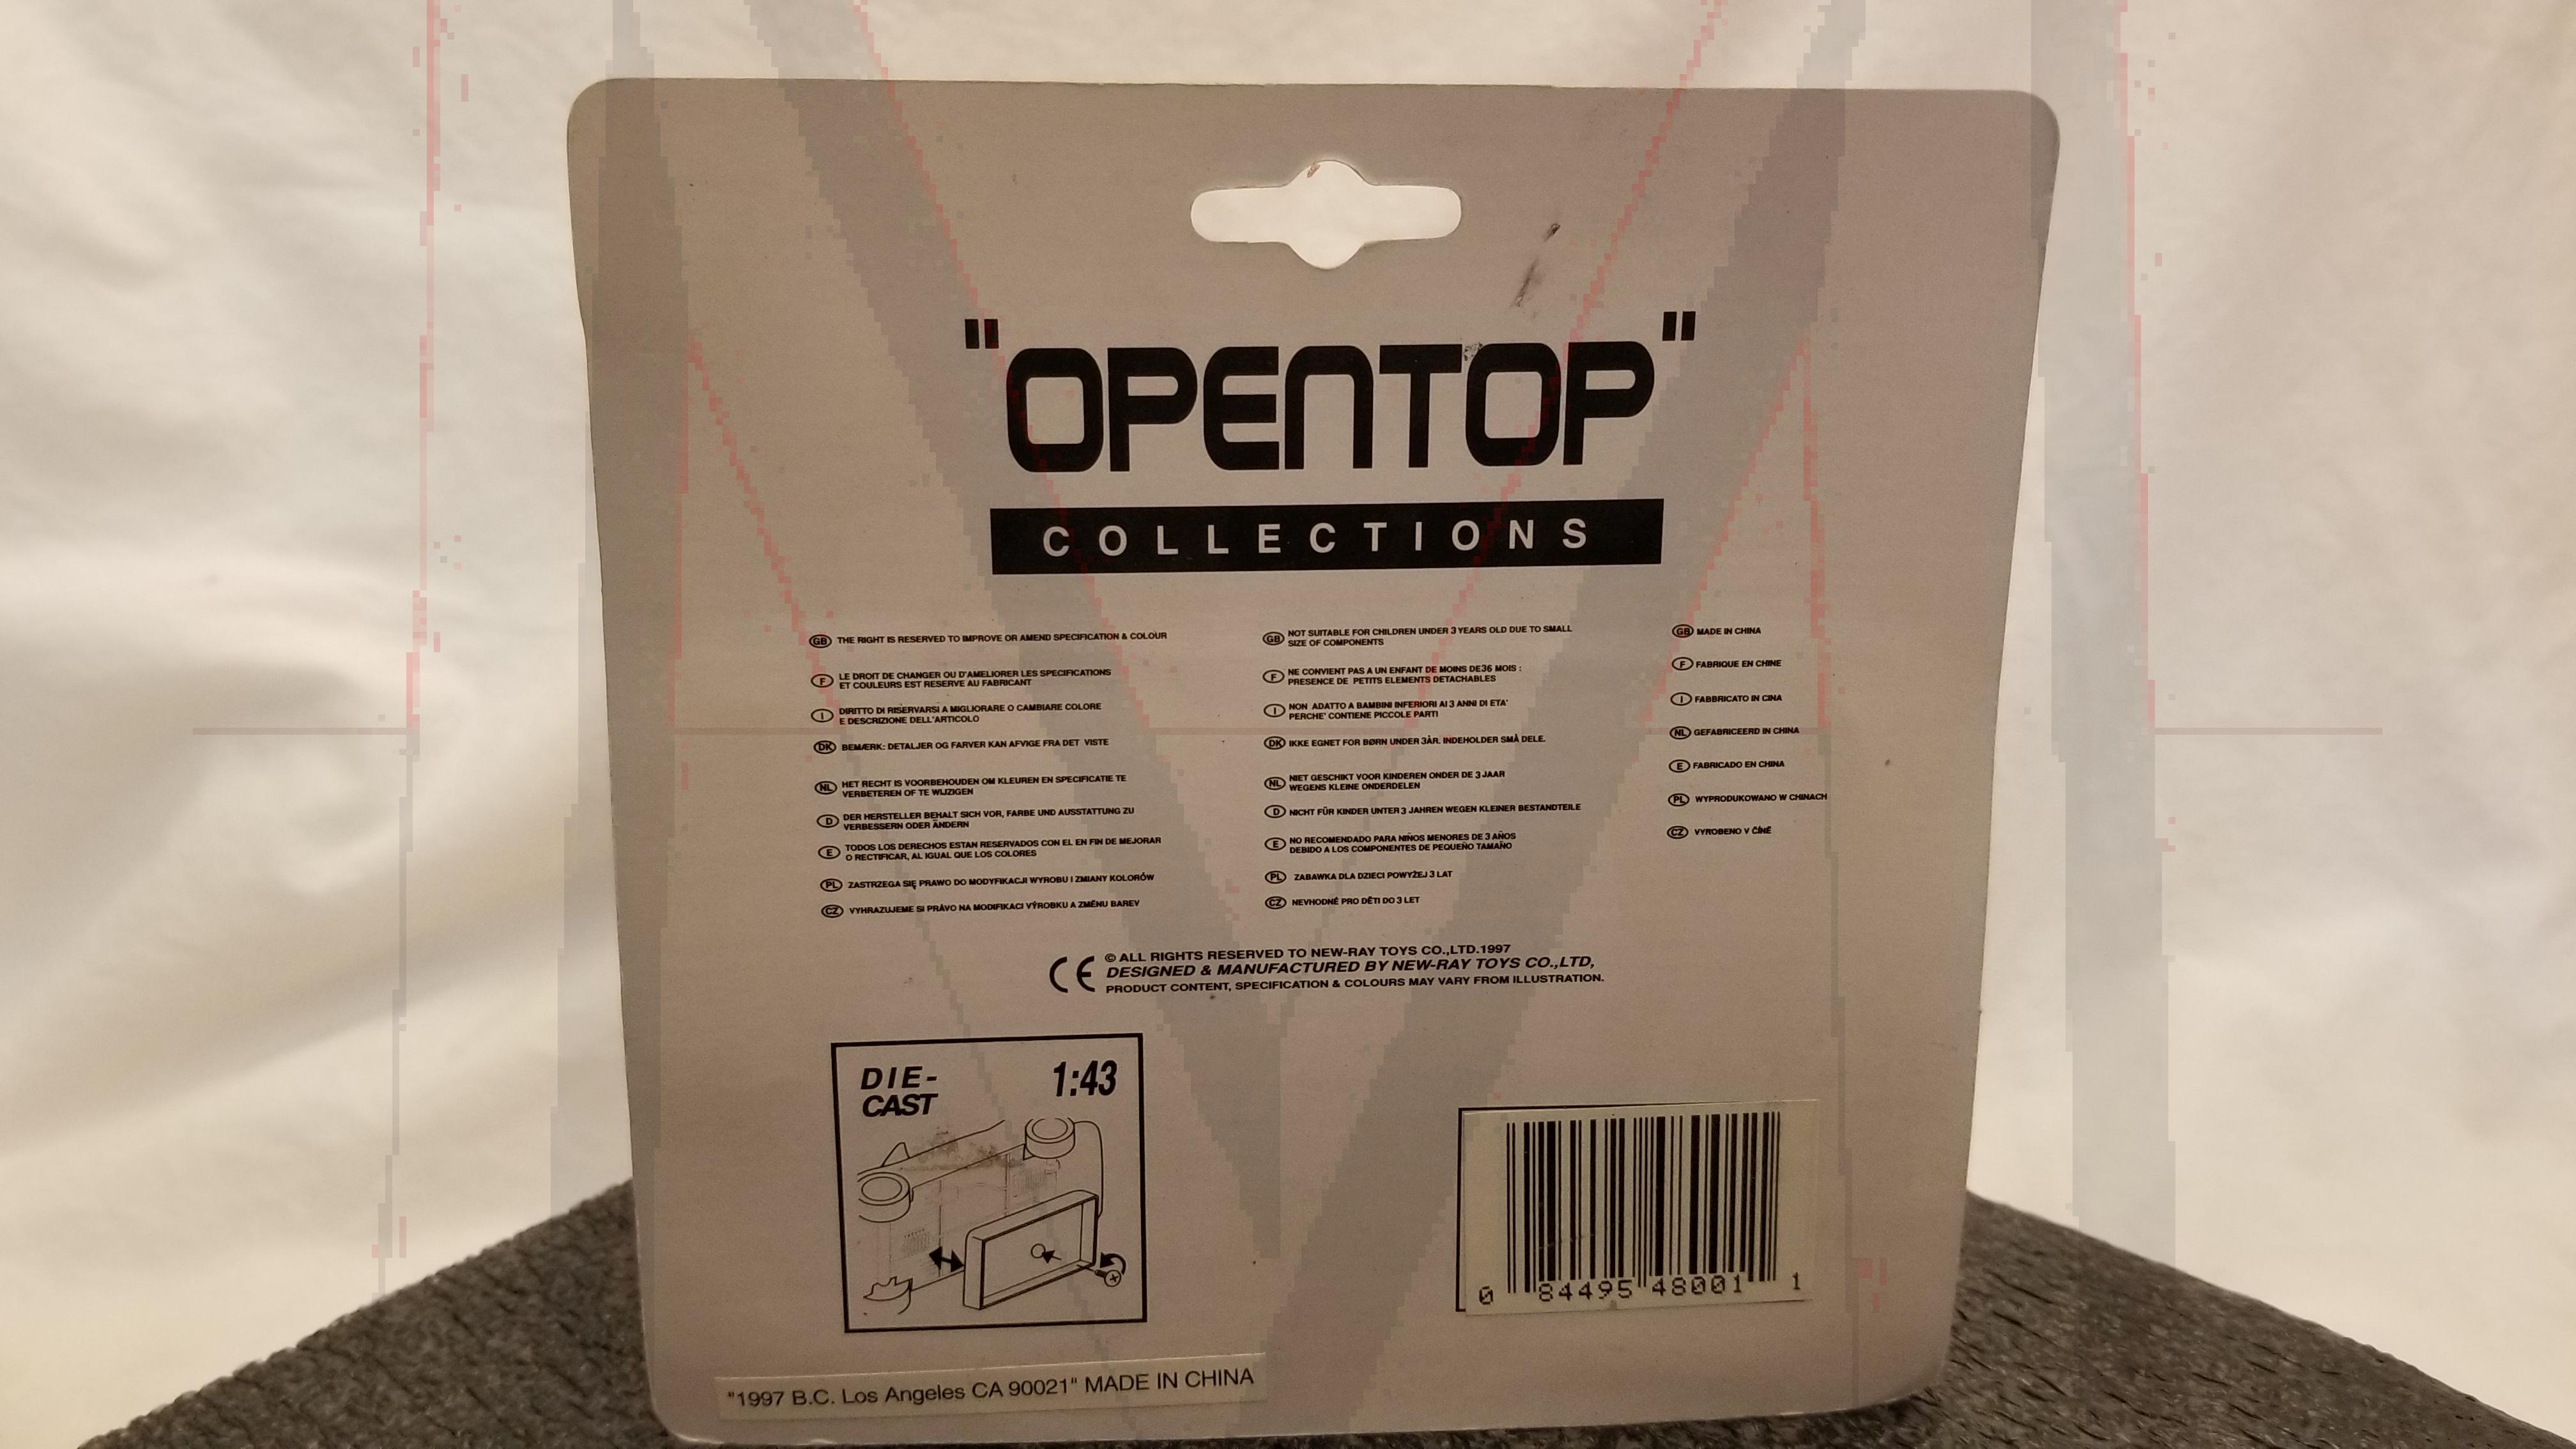 "OPENTOP"
COLLECTIONS
GB THE RIGHT IS RESERVED TO IMPROVE OR AMEND SPECIFICATION & COLOUR
F LE DROIT DE CHANGER OU D'AMELIORER LES SPECIFICATIONS
ET COULEURS EST RESERVE AU FABRICANT
I DIRITTO DI RISERVARSI A MIGLIORARE O CAMBIARE COLORE
E DESCRIZIONE DELL'ARTICOLO
DK BEMÆRK: DETALJER OG FARVER KAN AFVIGE FRA DET VISTE
NL HET RECHT IS VOORBEHOUDEN OM KLEUREN EN SPECIFICATIE TE
VERBETEREN OF TE WIJZIGEN
D DER HERSTELLER BEHALT SICH VOR, FARBE UND AUSSTATTUNG ZU
VERBESSERN ODER ÄNDERN
E TODOS LOS DERECHOS ESTAN RESERVADOS CON EL EN FIN DE MEJORAR
O RECTIFICAR, AL IGUAL QUE LOS COLORES
PL ZASTRZEGA SIĘ PRAWO DO MODYFIKACJI WYROBU I ZMIANY KOLORÓW
CZ VYHRAZUJEME SI PRÁVO NA MODIFIKACI VÝROBKU A ZMĚNU BAREV
GB NOT SUITABLE FOR CHILDREN UNDER 3 YEARS OLD DUE TO SMALL
SIZE OF COMPONENTS
F NE CONVIENT PAS A UN ENFANT DE MOINS DE36 MOIS :
PRESENCE DE PETITS ELEMENTS DETACHABLES
I NON ADATTO A BAMBINI INFERIORI AI 3 ANNI DI ETA'
PERCHE' CONTIENE PICCOLE PARTI
DK IKKE EGNET FOR BØRN UNDER 3ÅR. INDEHOLDER SMÅ DELE.
NL NIET GESCHIKT VOOR KINDEREN ONDER DE 3 JAAR
WEGENS KLEINE ONDERDELEN
D NICHT FÜR KINDER UNTER 3 JAHREN WEGEN KLEINER BESTANDTEILE
E NO RECOMENDADO PARA NIÑOS MENORES DE 3 AÑOS
DEBIDO A LOS COMPONENTES DE PEQUEÑO TAMAÑO
PL ZABAWKA DLA DZIECI POWYŻEJ 3 LAT
CZ NEVHODNÉ PRO DĚTI DO 3 LET
GB MADE IN CHINA
F FABRIQUE EN CHINE
I FABBRICATO IN CINA
NL GEFABRICEERD IN CHINA
E FABRICADO EN CHINA
PL WYPRODUKOWANO W CHINACH
CZ VYROBENO V ČÍNĚ
CE © ALL RIGHTS RESERVED TO NEW-RAY TOYS CO.,LTD.1997
DESIGNED & MANUFACTURED BY NEW-RAY TOYS CO.,LTD,
PRODUCT CONTENT, SPECIFICATION & COLOURS MAY VARY FROM ILLUSTRATION.
DIE-
CAST
1:43
0 84495 48001 1
"1997 B.C. Los Angeles CA 90021" MADE IN CHINA